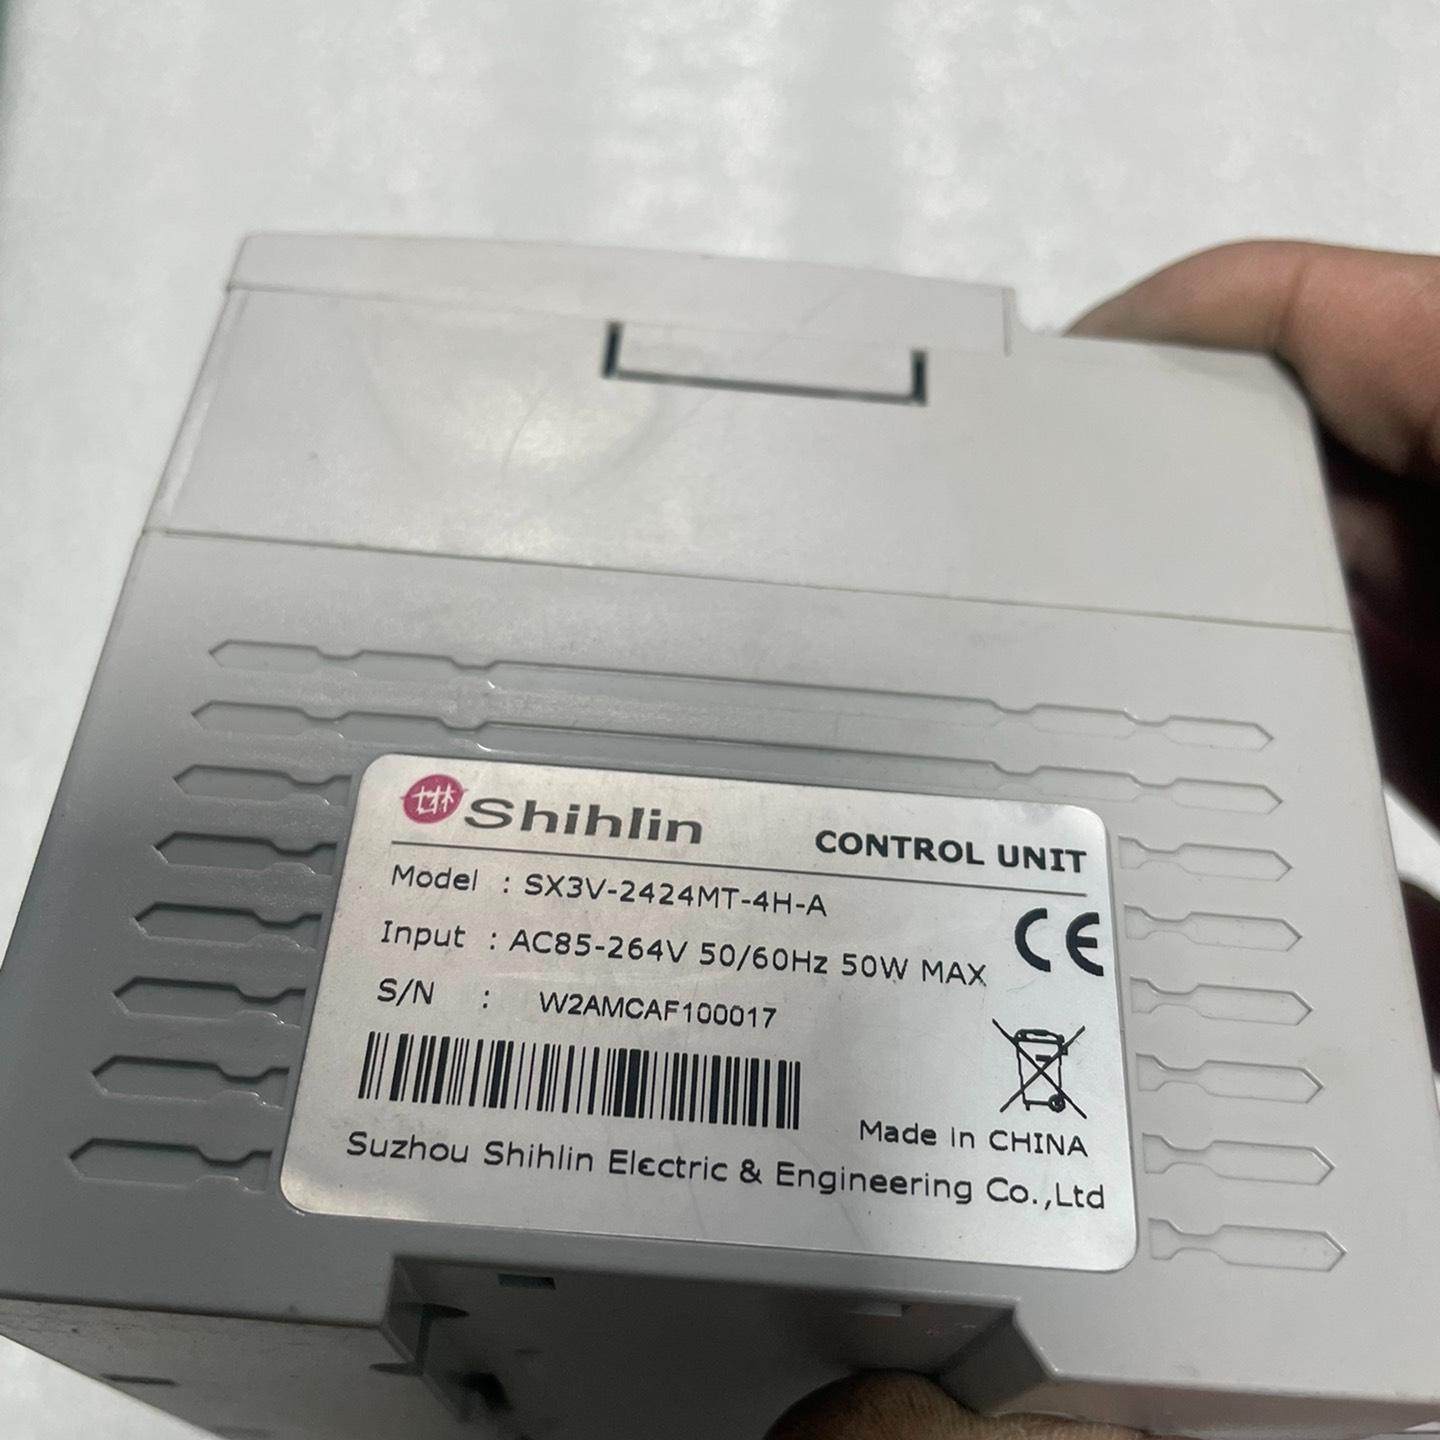 Shihlin
CONTROL UNIT
Model : SX3V-2424MT-4H-A
Input : AC85-264V 50/60Hz 50W MAX
CE
S/N : W2AMCAF100017
Made in CHINA
Suzhou Shihlin Electric & Engineering Co.,Ltd